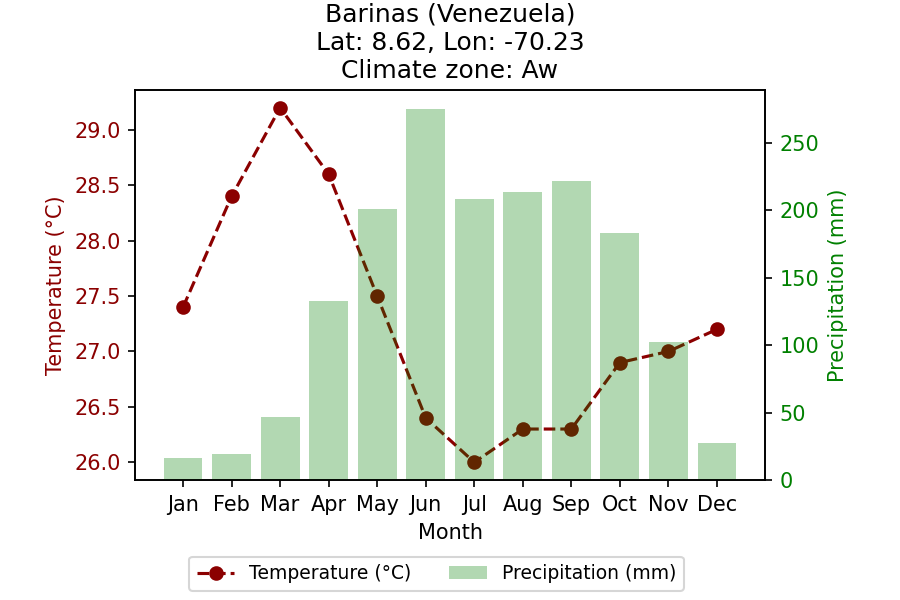 Barinas (Venezuela)
Lat: 8.62, Lon: -70.23
Climate zone: Aw
29.0
28.5
28.0
27.5
27.0
26.5
26.0
Temperature (°C)
250
200
150
100
50
0
Precipitation (mm)
Jan Feb Mar Apr May Jun Jul Aug Sep Oct Nov Dec
Month
Temperature (°C) Precipitation (mm)